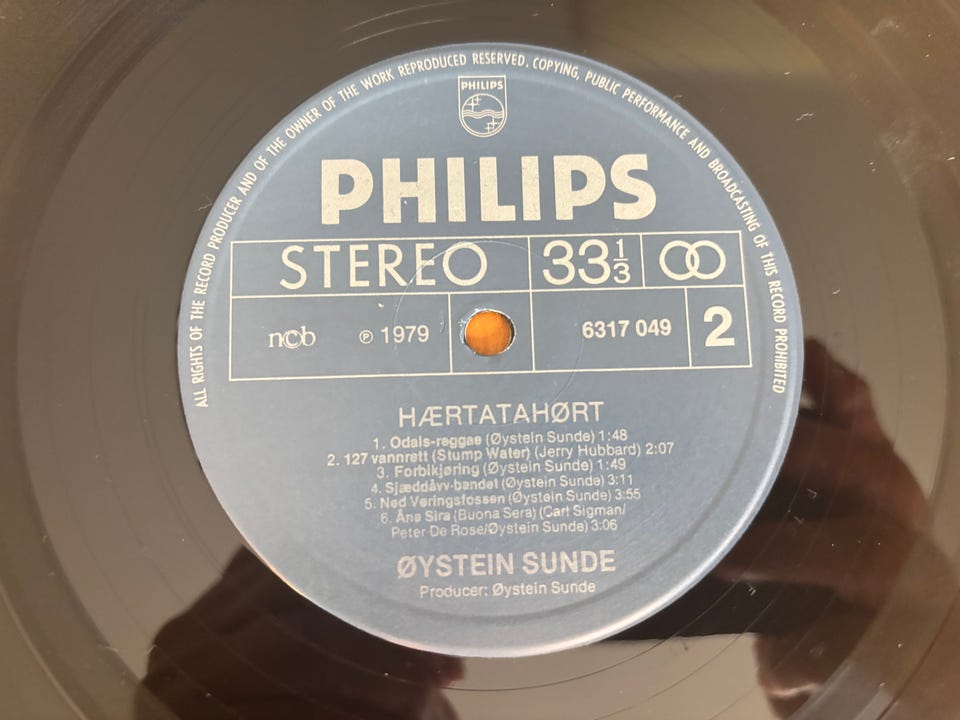 ALL RIGHTS OF THE RECORD PRODUCER AND OF THE OWNER OF THE WORK REPRODUCED RESERVED. COPYING, PUBLIC PERFORMANCE AND BROADCASTING OF THIS RECORD PROHIBITED
PHILIPS
PHILIPS
STEREO 33 1/3
ncb ℗ 1979 6317 049 2
HÆRTATAHØRT
1. Odals-reggae (Øystein Sunde) 1:48
2. 127 vannrett (Stump Water) (Jerry Hubbard) 2:07
3. Forbikjøring (Øystein Sunde) 1:49
4. Sjæddåvv-bandet (Øystein Sunde) 3:11
5. Ned Vøringsfossen (Øystein Sunde) 3:55
6. Åna Sira (Buona Sera) (Carl Sigman/
Peter De Rose/Øystein Sunde) 3:06
ØYSTEIN SUNDE
Producer: Øystein Sunde